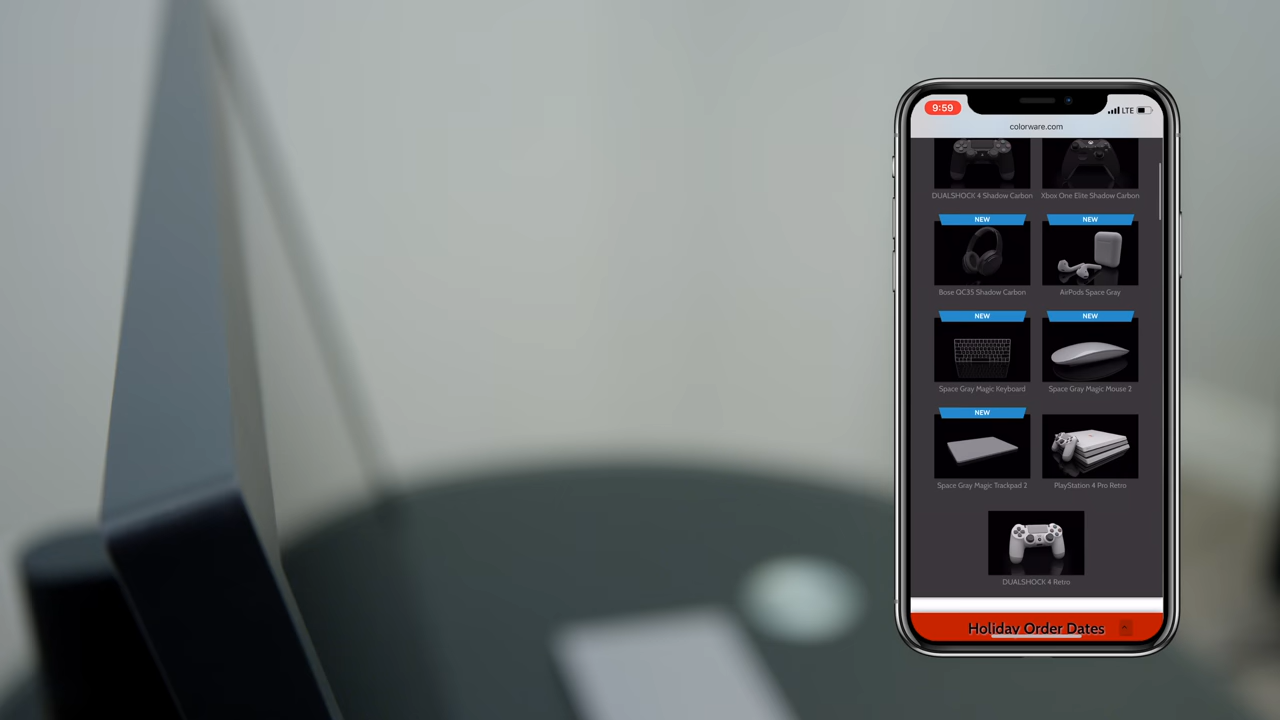 9:59
LTE
colorware.com
DUALSHOCK 4 Shadow Carbon
Xbox One Elite Shadow Carbon
NEW
NEW
Bose QC35 Shadow Carbon
AirPods Space Gray
NEW
NEW
Space Gray Magic Keyboard
Space Gray Magic Mouse 2
NEW
Space Gray Magic Trackpad 2
PlayStation 4 Pro Retro
DUALSHOCK 4 Retro
Holiday Order Dates